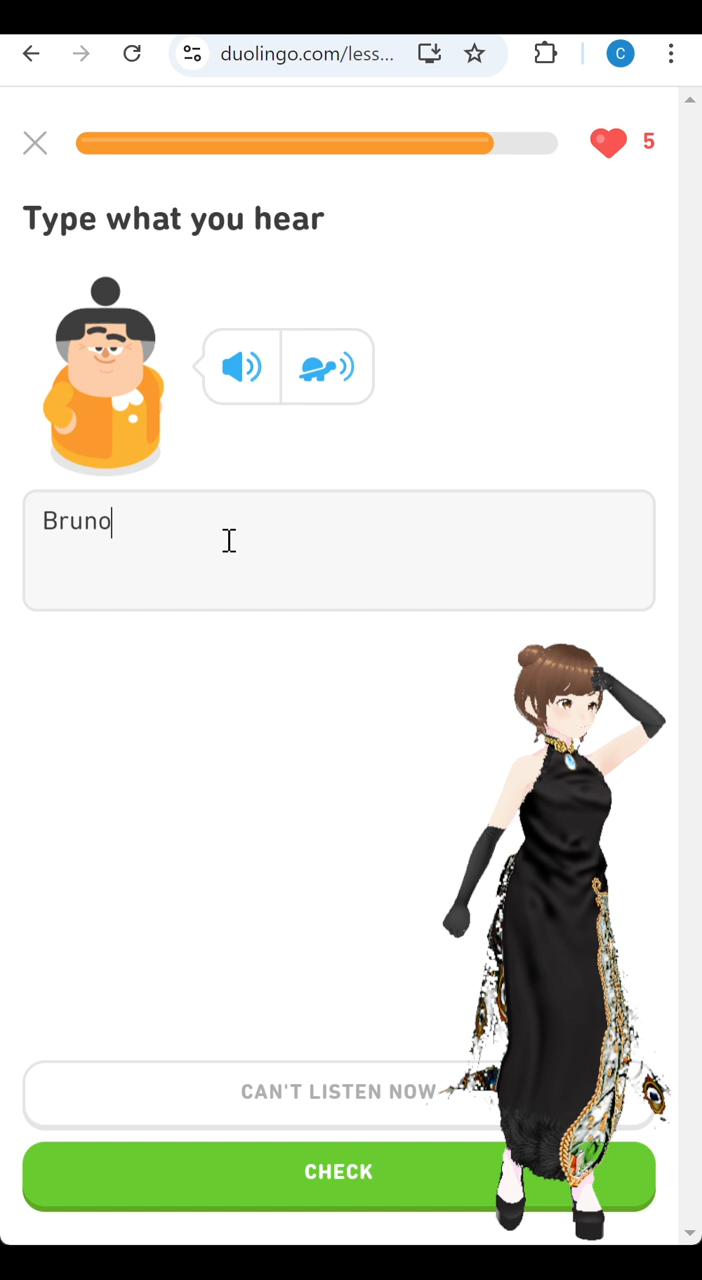 duolingo.com/less...
C
5
Type what you hear
Bruno
CAN'T LISTEN NOW
CHECK